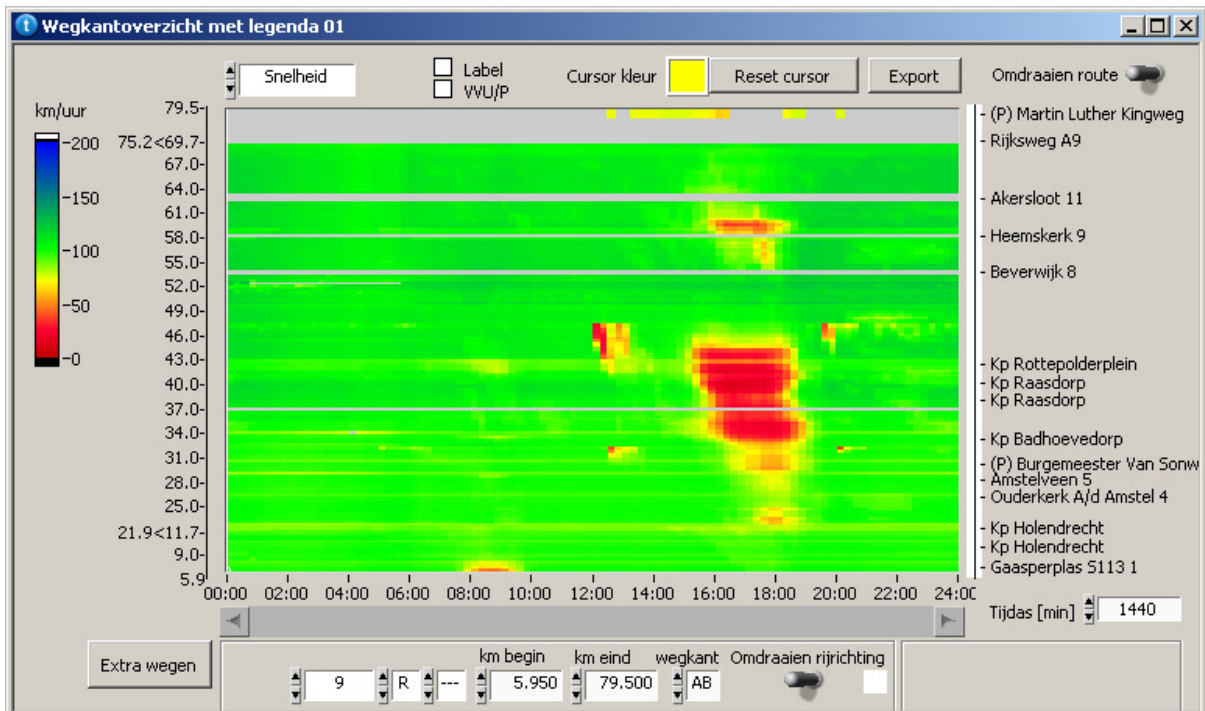 Wegkantoverzicht met legenda 01
Snelheid
Label
VVU/P
Cursor kleur
Reset cursor
Export
Omdraaien route
km/uur
200
150
100
50
0
79.5
75.2<69.7
67.0
64.0
61.0
58.0
55.0
52.0
49.0
46.0
43.0
40.0
37.0
34.0
31.0
28.0
25.0
21.9<11.7
9.0
5.9
(P) Martin Luther Kingweg
Rijksweg A9
Akersloot 11
Heemskerk 9
Beverwijk 8
Kp Rottepolderplein
Kp Raasdorp
Kp Raasdorp
Kp Badhoevedorp
(P) Burgemeester Van Sonw
Amstelveen 5
Ouderkerk A/d Amstel 4
Kp Holendrecht
Kp Holendrecht
Gaasperplas S113 1
00:00 02:00 04:00 06:00 08:00 10:00 12:00 14:00 16:00 18:00 20:00 22:00 24:00
Tijdas [min] 1440
Extra wegen
km begin km eind wegkant Omdraaien rijrichting
9 R --- 5.950 79.500 AB